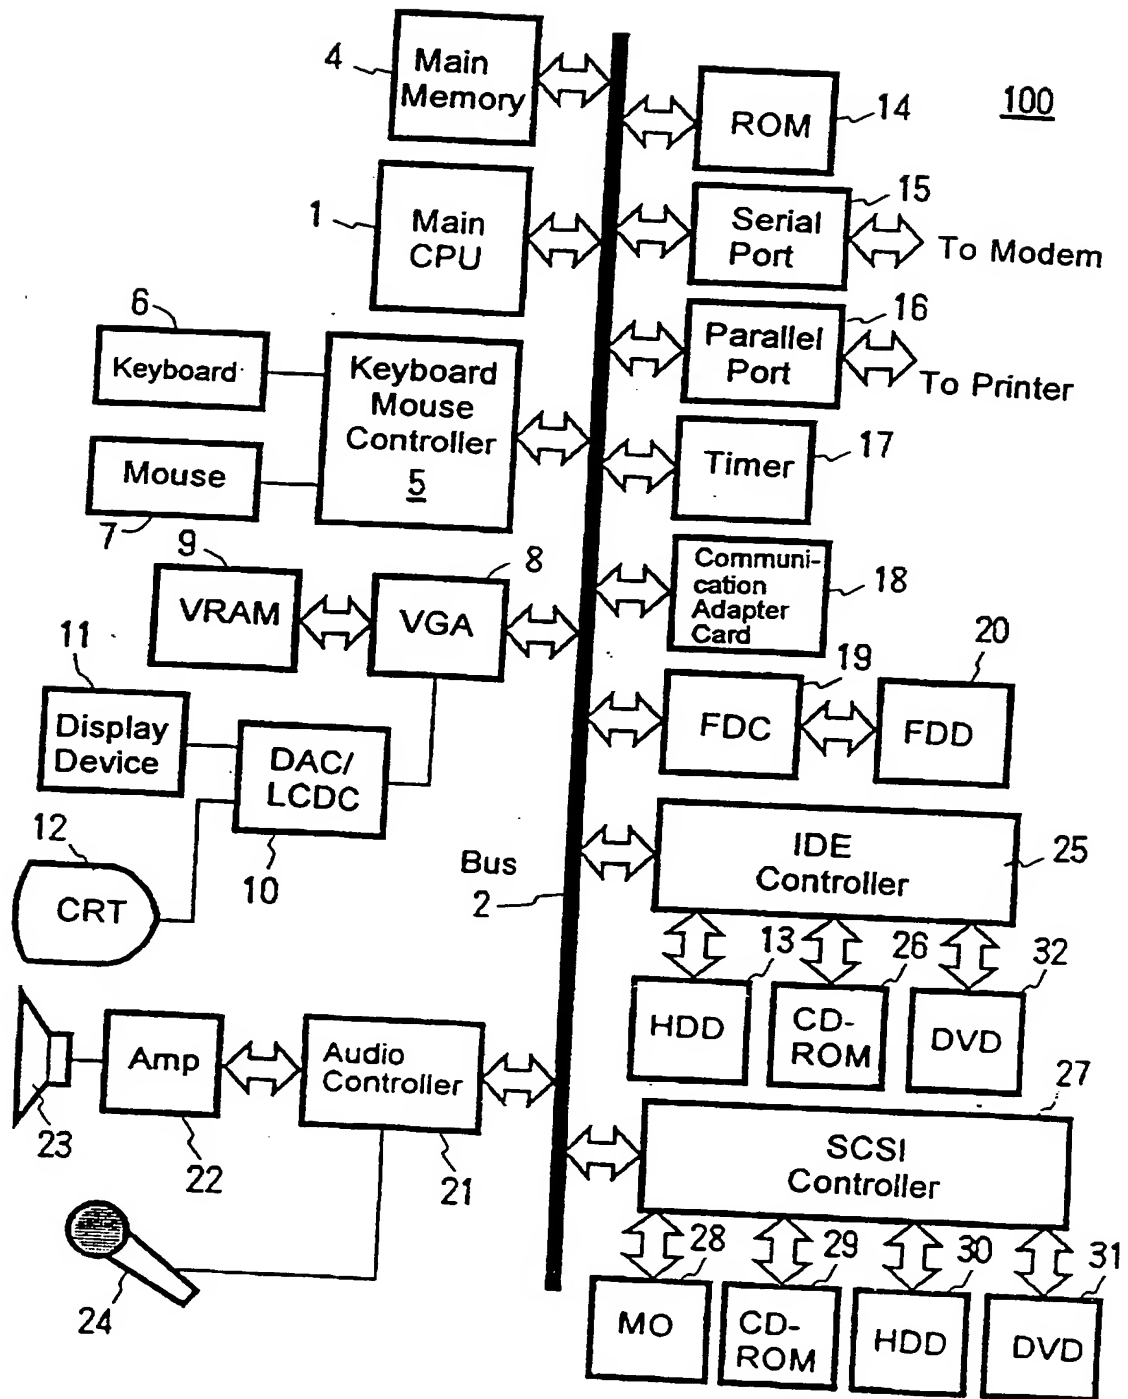 4
Main
Memory
ROM
14
100
1
Main
CPU
15
Serial
Port
To Modem
6
Keyboard
Keyboard
Mouse
Controller
5
16
Parallel
Port
To Printer
Mouse
7
Timer
17
9
VRAM
8
VGA
Communi-
cation
Adapter
Card
18
11
Display
Device
DAC/
LCDC
10
19
FDC
20
FDD
12
CRT
Bus
2
IDE
Controller
25
13
HDD
26
CD-
ROM
32
DVD
23
Amp
22
Audio
Controller
21
27
SCSI
Controller
24
28
MO
29
CD-
ROM
30
HDD
31
DVD